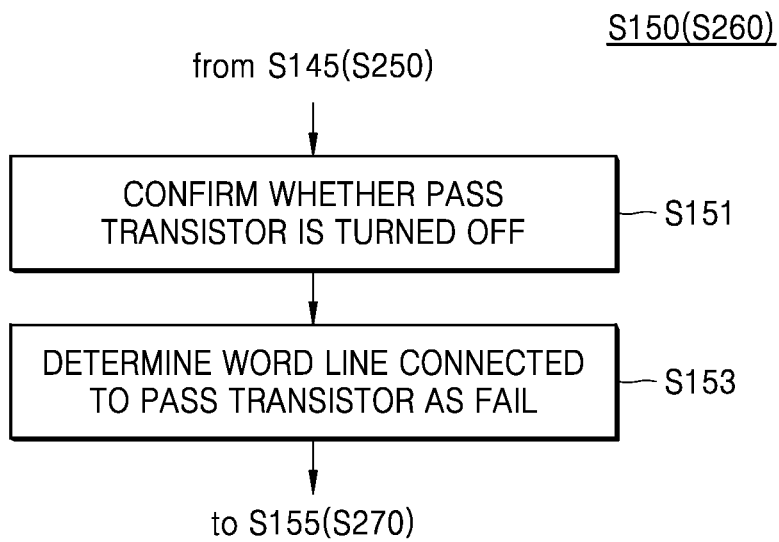 S150(S260)
from S145(S250)
CONFIRM WHETHER PASS
TRANSISTOR IS TURNED OFF
S151
DETERMINE WORD LINE CONNECTED
TO PASS TRANSISTOR AS FAIL
S153
to S155(S270)